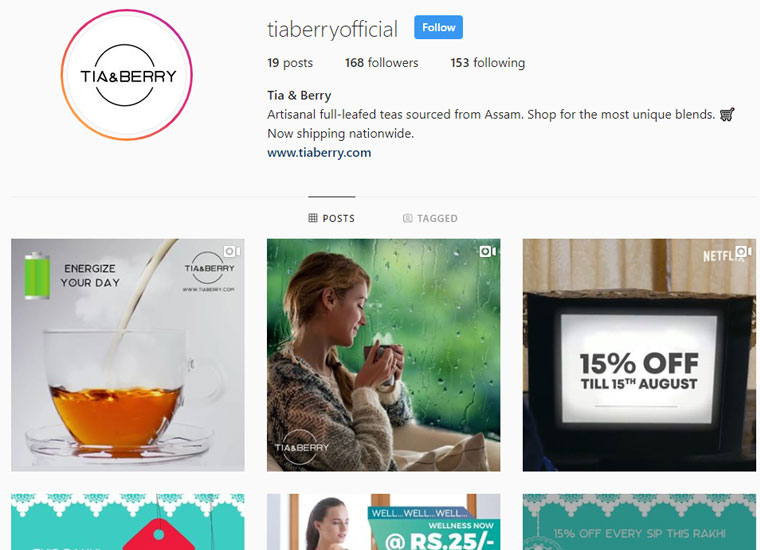 TIA&BERRY
tiaberryofficial Follow
19 posts 168 followers 153 following
Tia & Berry
Artisanal full-leafed teas sourced from Assam. Shop for the most unique blends.
Now shipping nationwide.
www.tiaberry.com
POSTS TAGGED
ENERGIZE
YOUR DAY
TIA&BERRY
WWW.TIABERRY.COM
TIA&BERRY
NETFLIX
15% OFF
TILL 15TH AUGUST
WELL...WELL...WELL...
WELLNESS NOW
@ RS.25/-
15% OFF EVERY SIP THIS RAKHI